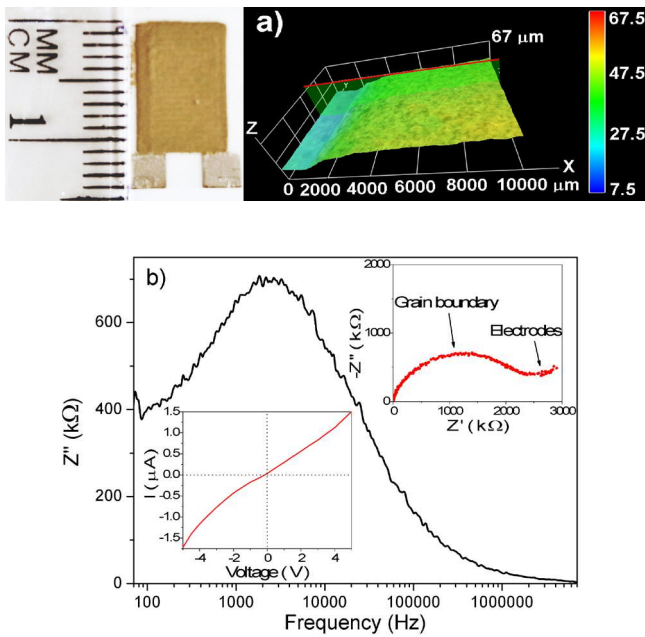 MM
CM
1
a)
67 μm
67.5
47.5
27.5
7.5
Z
Y
X
0 2000 4000 6000 8000 10000 μm
b)
Z'' (kΩ)
600
400
200
0
100 1000 10000 100000 1000000
Frequency (Hz)
-Z'' (kΩ)
2000
1000
0
Grain boundary
Electrodes
0 1000 2000 3000
Z' (kΩ)
I (μA)
1.5
1.0
0.5
0.0
-0.5
-1.0
-1.5
-4 -2 0 2 4
Voltage (V)